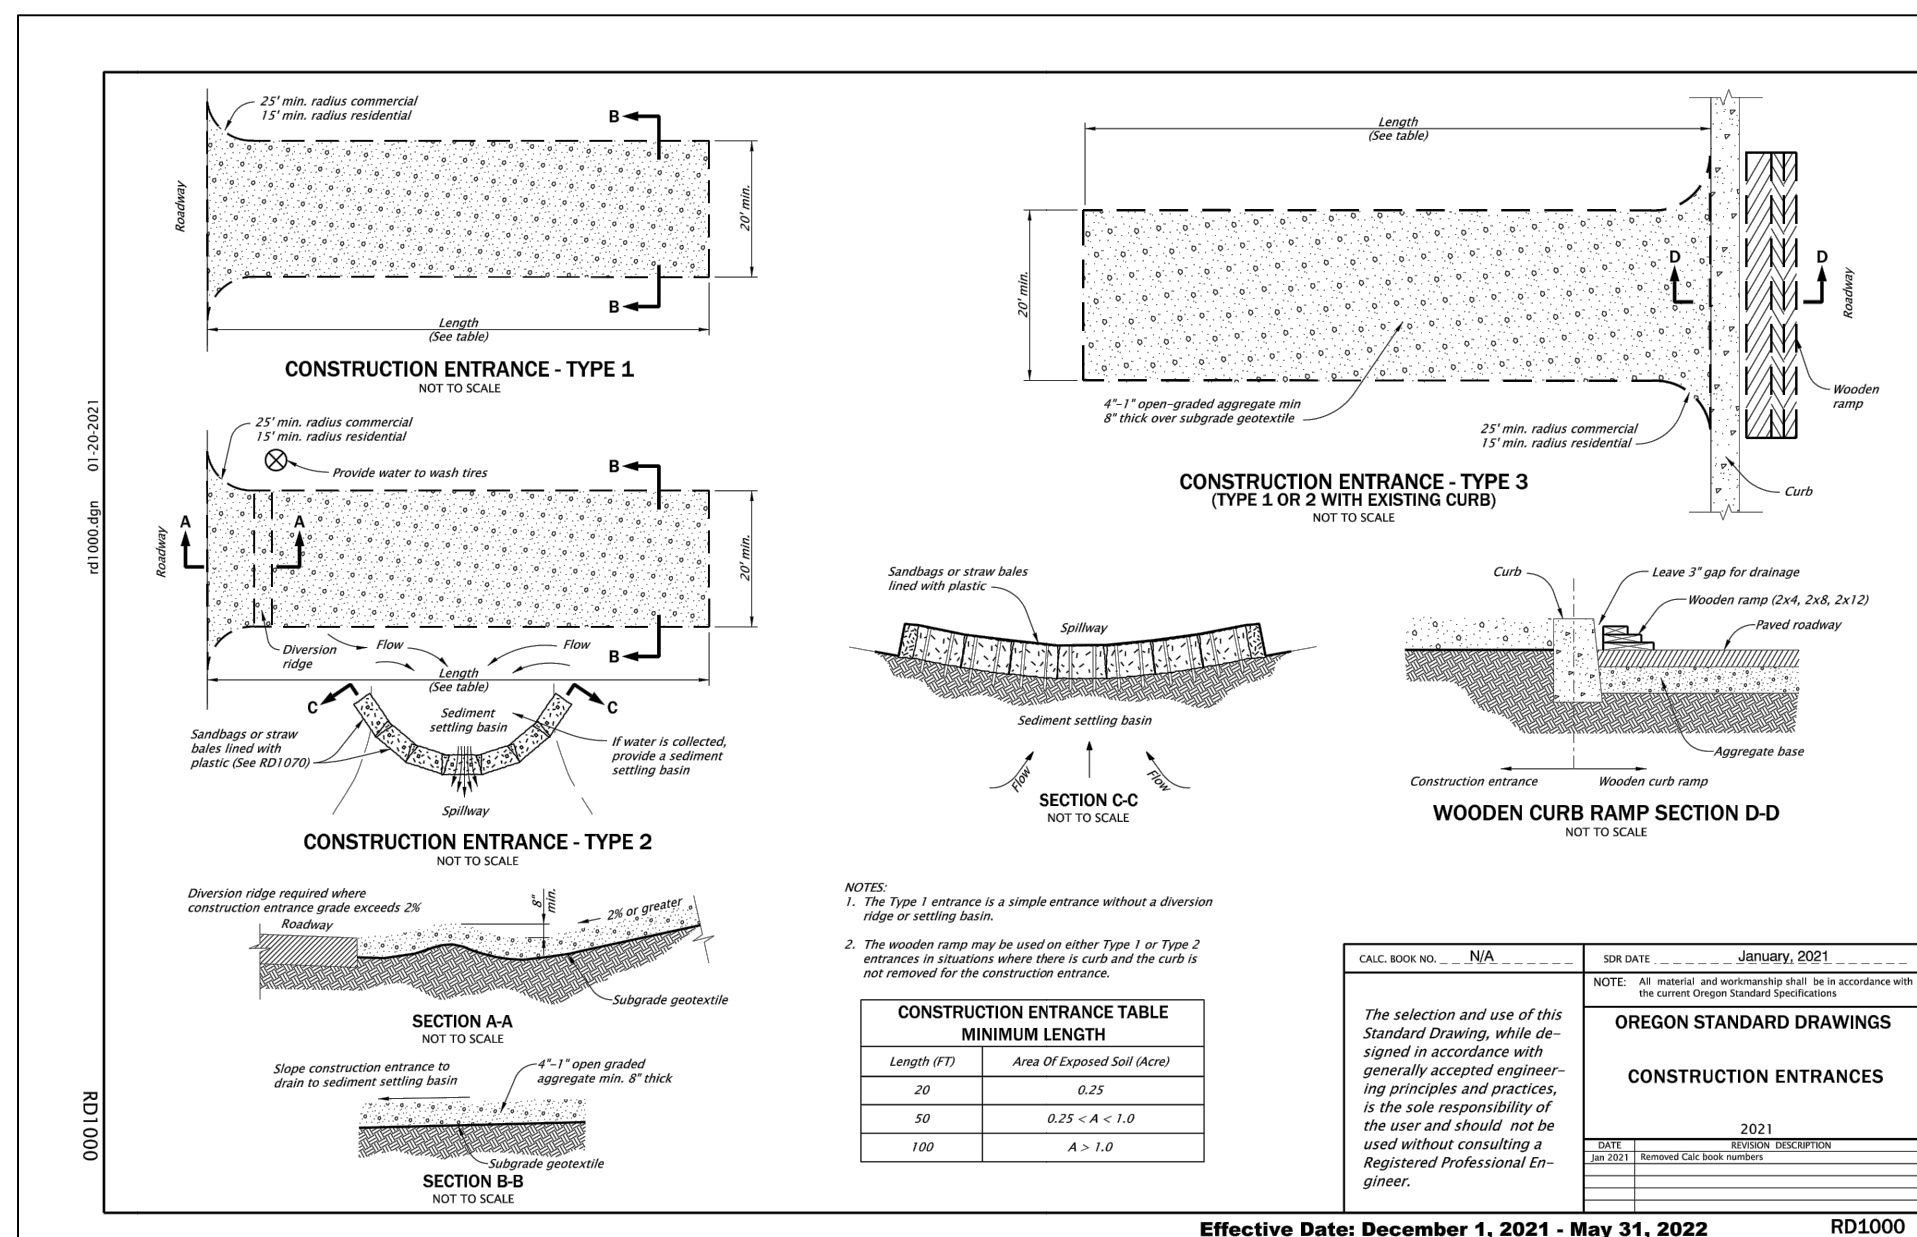 25' min. radius commercial
15' min. radius residential
B
Roadway
20' min.
B
Length
(See table)
CONSTRUCTION ENTRANCE - TYPE 1
NOT TO SCALE
25' min. radius commercial
15' min. radius residential
Provide water to wash tires
B
A
A
Roadway
20' min.
Diversion
ridge
Flow
Flow
B
Length
(See table)
C
C
Sediment
settling basin
Sandbags or straw
bales lined with
plastic (See RD1070)
If water is collected,
provide a sediment
settling basin
Spillway
CONSTRUCTION ENTRANCE - TYPE 2
NOT TO SCALE
Diversion ridge required where
construction entrance grade exceeds 2%
Roadway
8"
min.
2% or greater
Subgrade geotextile
SECTION A-A
NOT TO SCALE
Slope construction entrance to
drain to sediment settling basin
4"-1" open graded
aggregate min. 8" thick
Subgrade geotextile
SECTION B-B
NOT TO SCALE
Length
(See table)
20' min.
D
D
Roadway
Wooden
ramp
4"-1" open-graded aggregate min
8" thick over subgrade geotextile
25' min. radius commercial
15' min. radius residential
Curb
CONSTRUCTION ENTRANCE - TYPE 3
(TYPE 1 OR 2 WITH EXISTING CURB)
NOT TO SCALE
Sandbags or straw bales
lined with plastic
Spillway
Sediment settling basin
Flow
Flow
SECTION C-C
NOT TO SCALE
Curb
Leave 3" gap for drainage
Wooden ramp (2x4, 2x8, 2x12)
Paved roadway
Aggregate base
Construction entrance
Wooden curb ramp
WOODEN CURB RAMP SECTION D-D
NOT TO SCALE
NOTES:
1. The Type 1 entrance is a simple entrance without a diversion
ridge or settling basin.
2. The wooden ramp may be used on either Type 1 or Type 2
entrances in situations where there is curb and the curb is
not removed for the construction entrance.
CONSTRUCTION ENTRANCE TABLE
MINIMUM LENGTH
Length (FT) Area Of Exposed Soil (Acre)
20 0.25
50 0.25 < A < 1.0
100 A > 1.0
CALC. BOOK NO. N/A
SDR DATE January, 2021
NOTE: All material and workmanship shall be in accordance with
the current Oregon Standard Specifications
The selection and use of this
Standard Drawing, while de-
signed in accordance with
generally accepted engineer-
ing principles and practices,
is the sole responsibility of
the user and should not be
used without consulting a
Registered Professional En-
gineer.
OREGON STANDARD DRAWINGS
CONSTRUCTION ENTRANCES
2021
DATE REVISION DESCRIPTION
Jan 2021 Removed Calc book numbers
rd1000.dgn 01-20-2021
RD1000
Effective Date: December 1, 2021 - May 31, 2022
RD1000